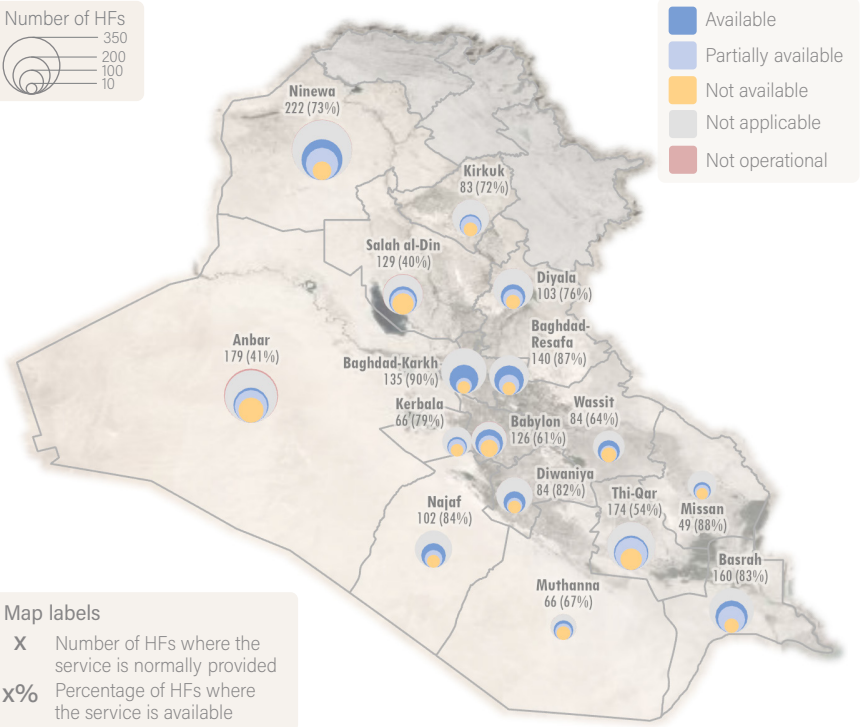 Number of HFs
350
200
100
10
Available
Partially available
Not available
Not applicable
Not operational
Ninewa
222 (73%)
Kirkuk
83 (72%)
Salah al-Din
129 (40%)
Diyala
103 (76%)
Baghdad-
Resafa
140 (87%)
Anbar
179 (41%)
Baghdad-Karkh
135 (90%)
Kerbala
66 (79%)
Babylon
126 (61%)
Wassit
84 (64%)
Diwaniya
84 (82%)
Najaf
102 (84%)
Thi-Qar
174 (54%)
Missan
49 (88%)
Basrah
160 (83%)
Muthanna
66 (67%)
Map labels
X Number of HFs where the
service is normally provided
x% Percentage of HFs where
the service is available